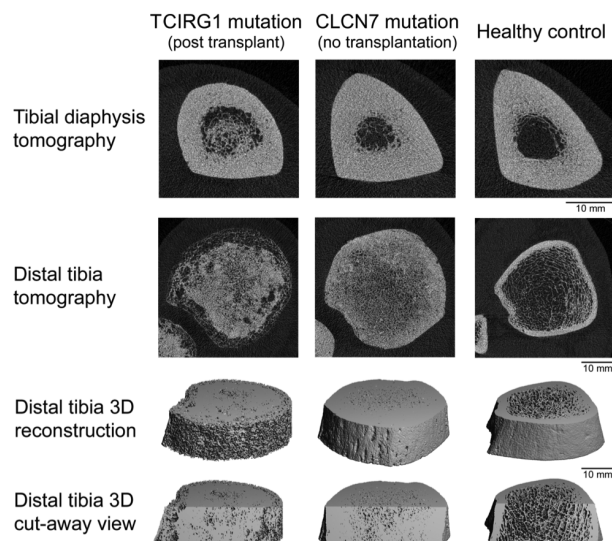 TCIRG1 mutation
(post transplant)
CLCN7 mutation
(no transplantation)
Healthy control
Tibial diaphysis
tomography
10 mm
Distal tibia
tomography
10 mm
Distal tibia 3D
reconstruction
10 mm
Distal tibia 3D
cut-away view